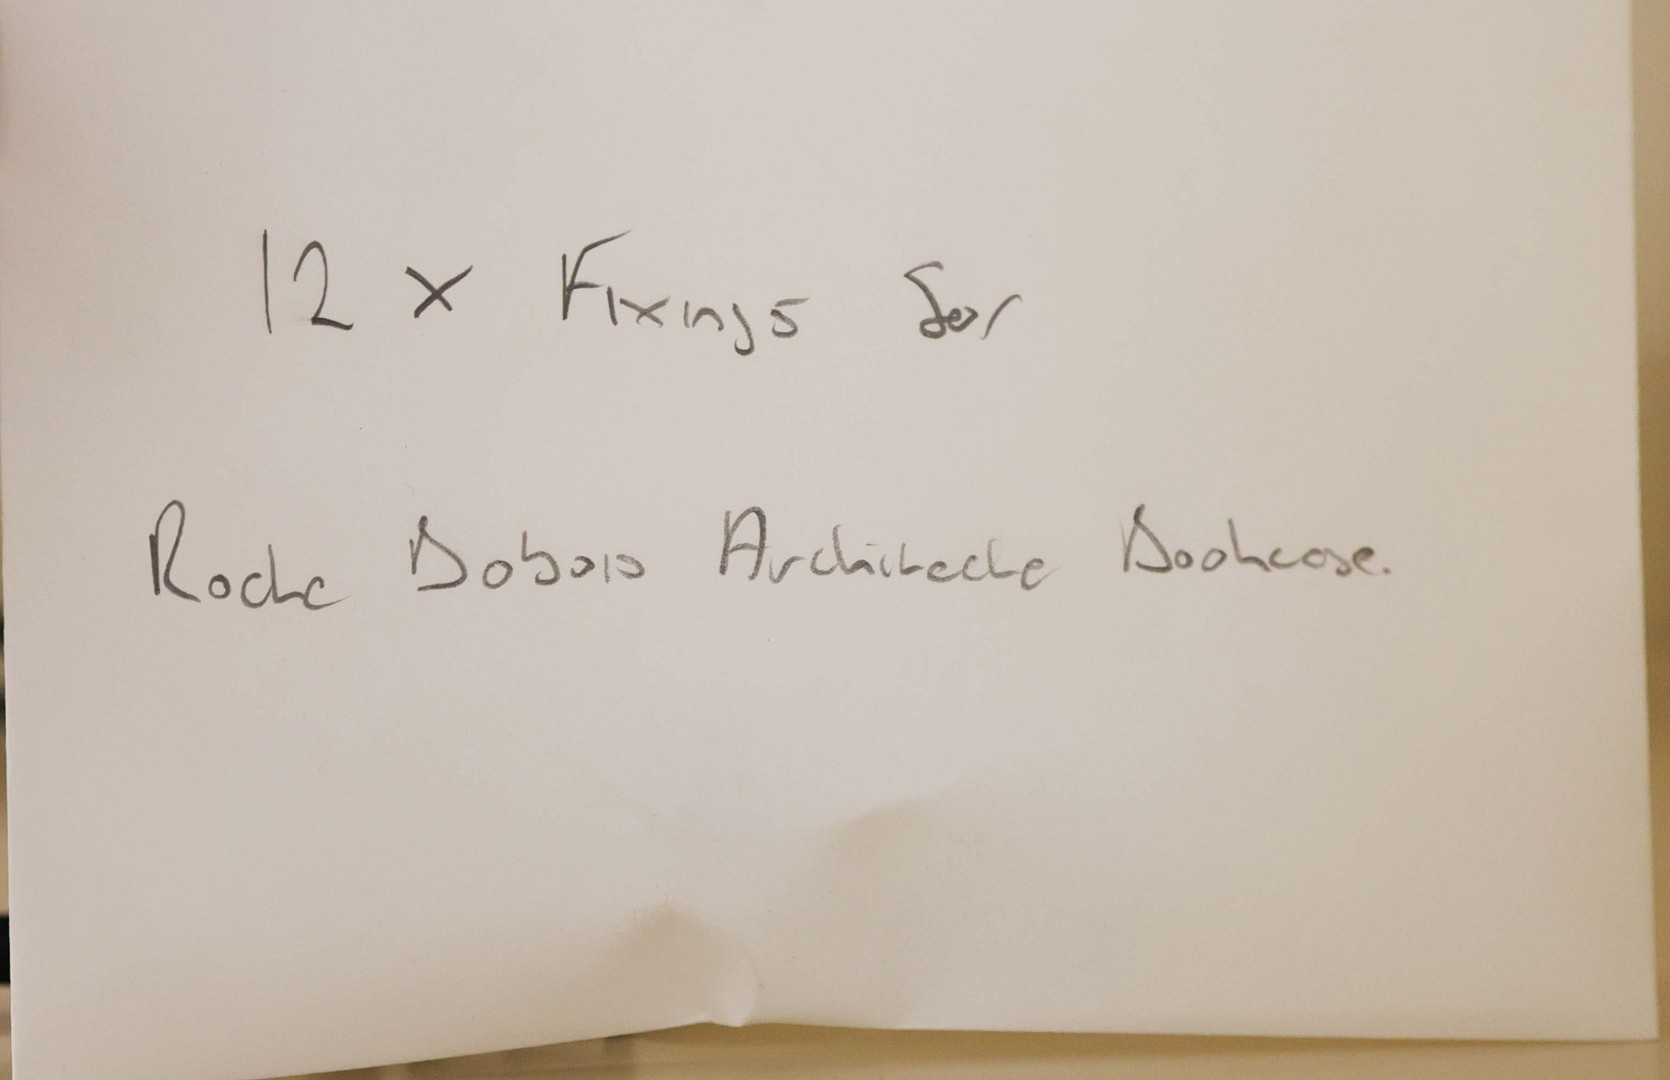 12 x Fixings for
Roche Bobois Architecte Bookcase.